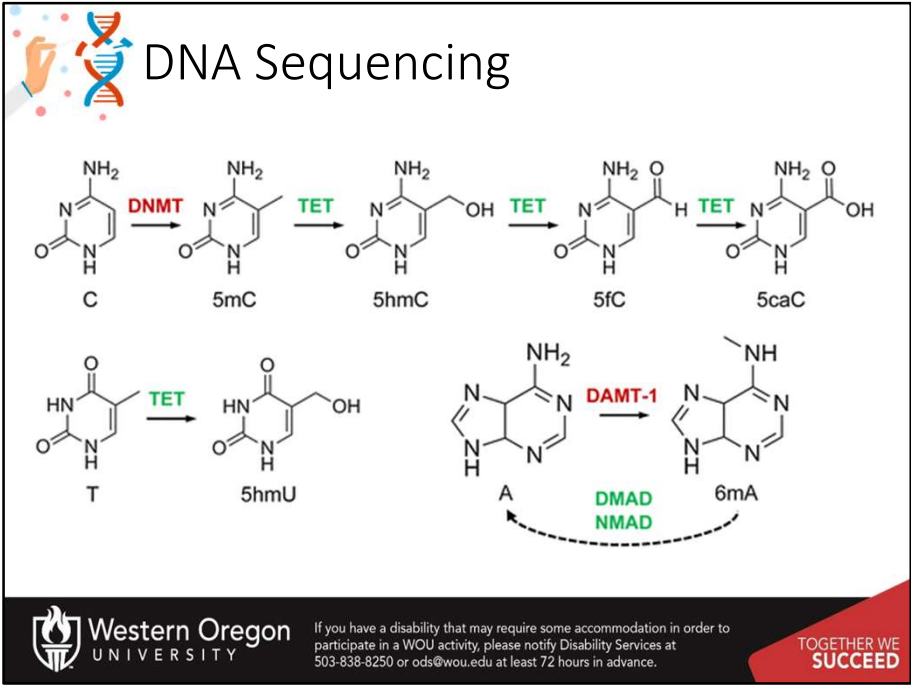 DNA Sequencing
NH2
N
O
N
H
C
DNMT
NH2
N
O
N
H
5mC
TET
NH2
N
OH
O
N
H
5hmC
TET
NH2 O
N
H
O
N
H
5fC
TET
NH2 O
N
OH
O
N
H
5caC
O
HN
O
N
H
T
TET
O
HN
OH
O
N
H
5hmU
NH2
N
N
N
H
N
A
DAMT-1
NH
N
N
N
H
N
6mA
DMAD
NMAD
Western Oregon
UNIVERSITY
If you have a disability that may require some accommodation in order to
participate in a WOU activity, please notify Disability Services at
503-838-8250 or ods@wou.edu at least 72 hours in advance.
TOGETHER WE
SUCCEED